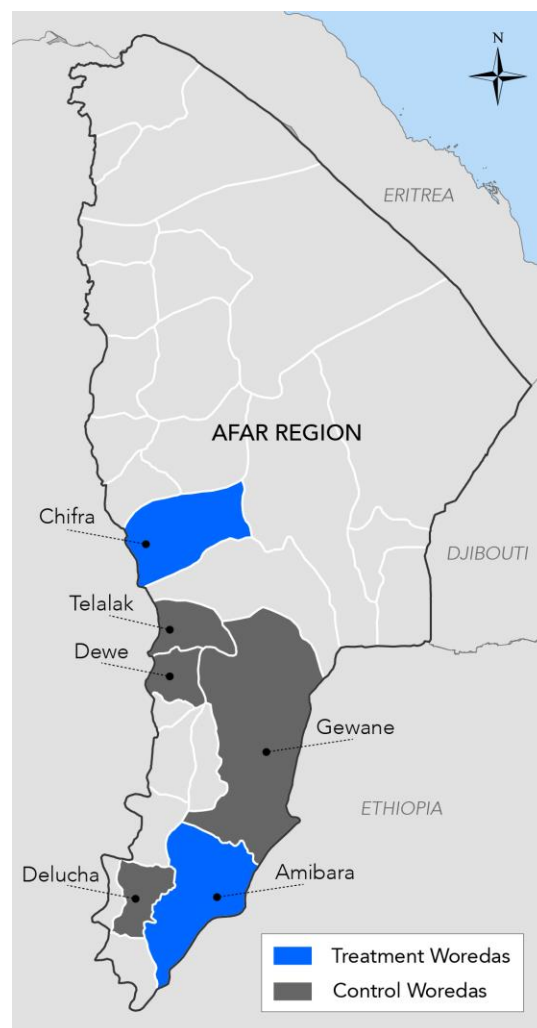 N
ERITREA
AFAR REGION
Chifra
DJIBOUTI
Telalak
Dewe
Gewane
ETHIOPIA
Delucha
Amibara
Treatment Woredas
Control Woredas